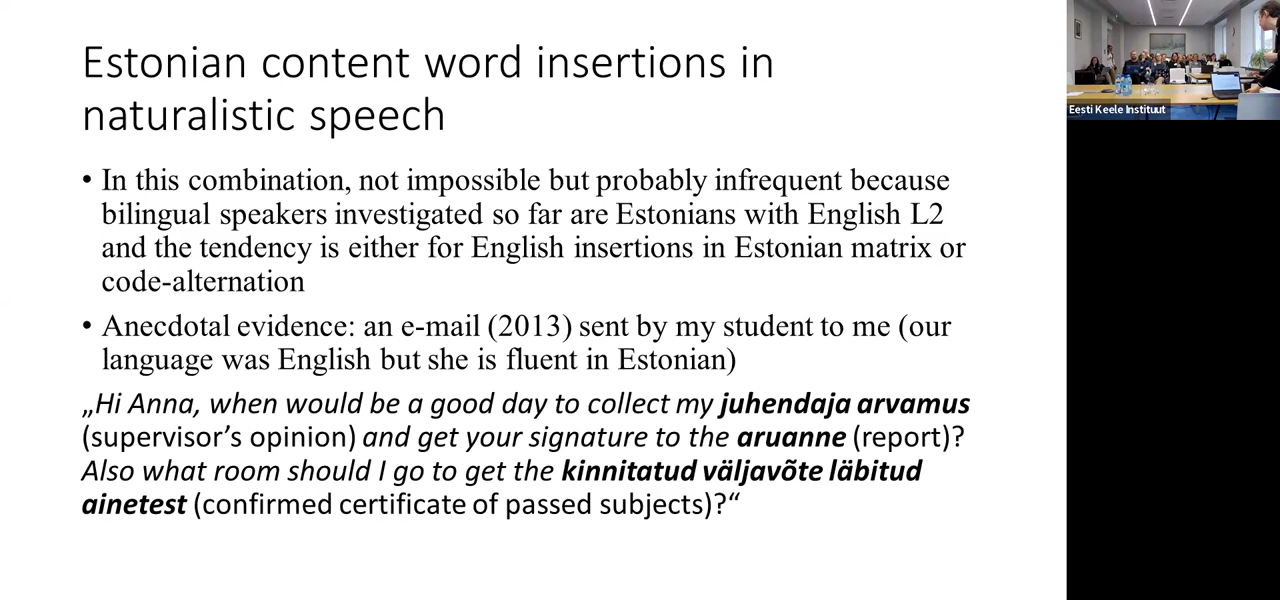 Estonian content word insertions in
naturalistic speech
• In this combination, not impossible but probably infrequent because
bilingual speakers investigated so far are Estonians with English L2
and the tendency is either for English insertions in Estonian matrix or
code-alternation
• Anecdotal evidence: an e-mail (2013) sent by my student to me (our
language was English but she is fluent in Estonian)
„Hi Anna, when would be a good day to collect my juhendaja arvamus
(supervisor’s opinion) and get your signature to the aruanne (report)?
Also what room should I go to get the kinnitatud väljavõte läbitud
ainetest (confirmed certificate of passed subjects)?“
Eesti Keele Instituut